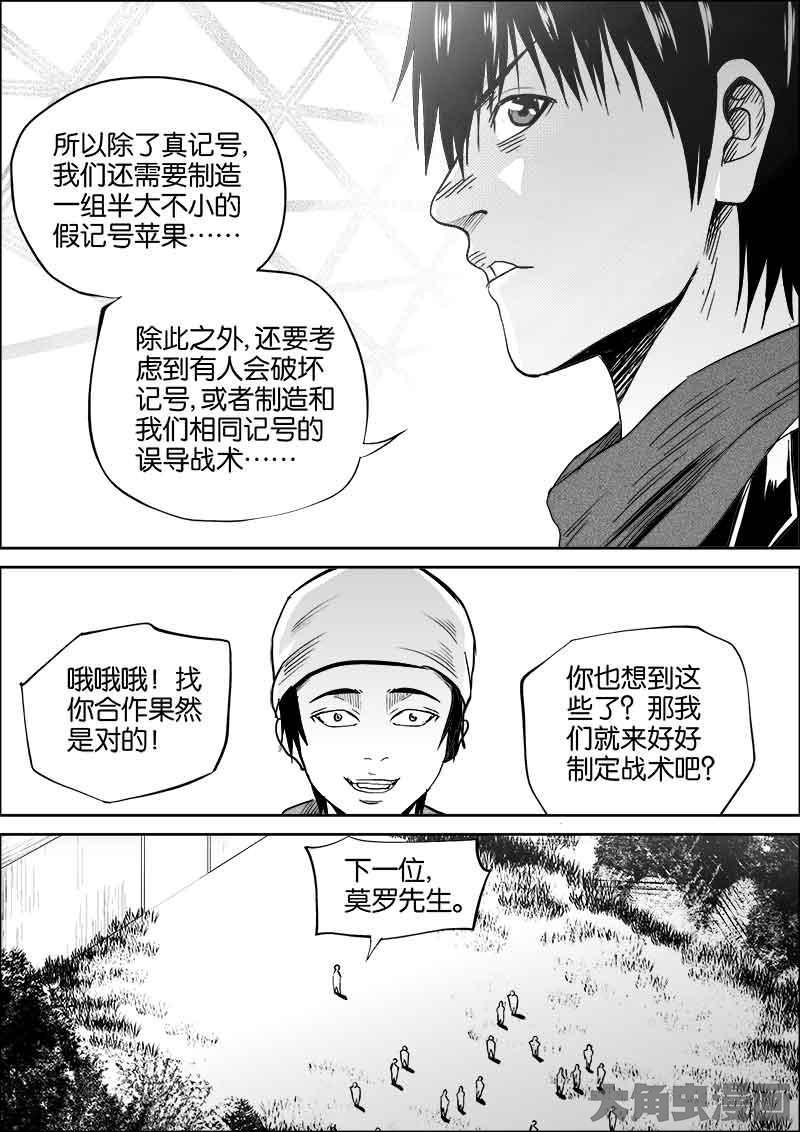 所以除了真记号，
我们还需要制造
一组半大不小的
假记号苹果……
除此之外，还要考
虑到有人会破坏
记号，或者制造和
我们相同记号的
误导战术……
哦哦哦！找
你合作果然
是对的！
你也想到这
些了？那我
们就来好好
制定战术吧？
下一位，
莫罗先生。
大角虫漫画